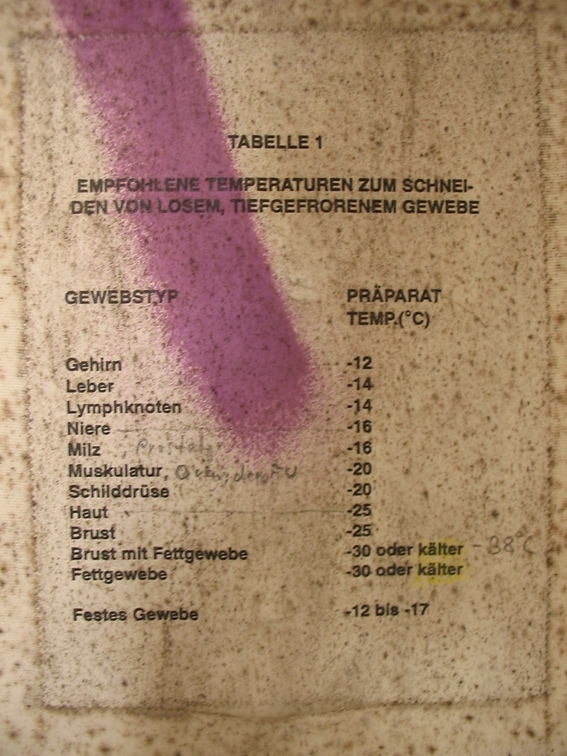 TABELLE 1
EMPFOHLENE TEMPERATUREN ZUM SCHNEI-
DEN VON LOSEM, TIEFGEFRORENEM GEWEBE
GEWEBSTYP PRÄPARAT
TEMP.(°C)
Gehirn -12
Leber -14
Lymphknoten -14
Niere -16
Milz -16
Muskulatur, -20
Schilddrüse -20
Haut -25
Brust -25
Brust mit Fettgewebe -30 oder kälter -38°C
Fettgewebe -30 oder kälter
Festes Gewebe -12 bis -17